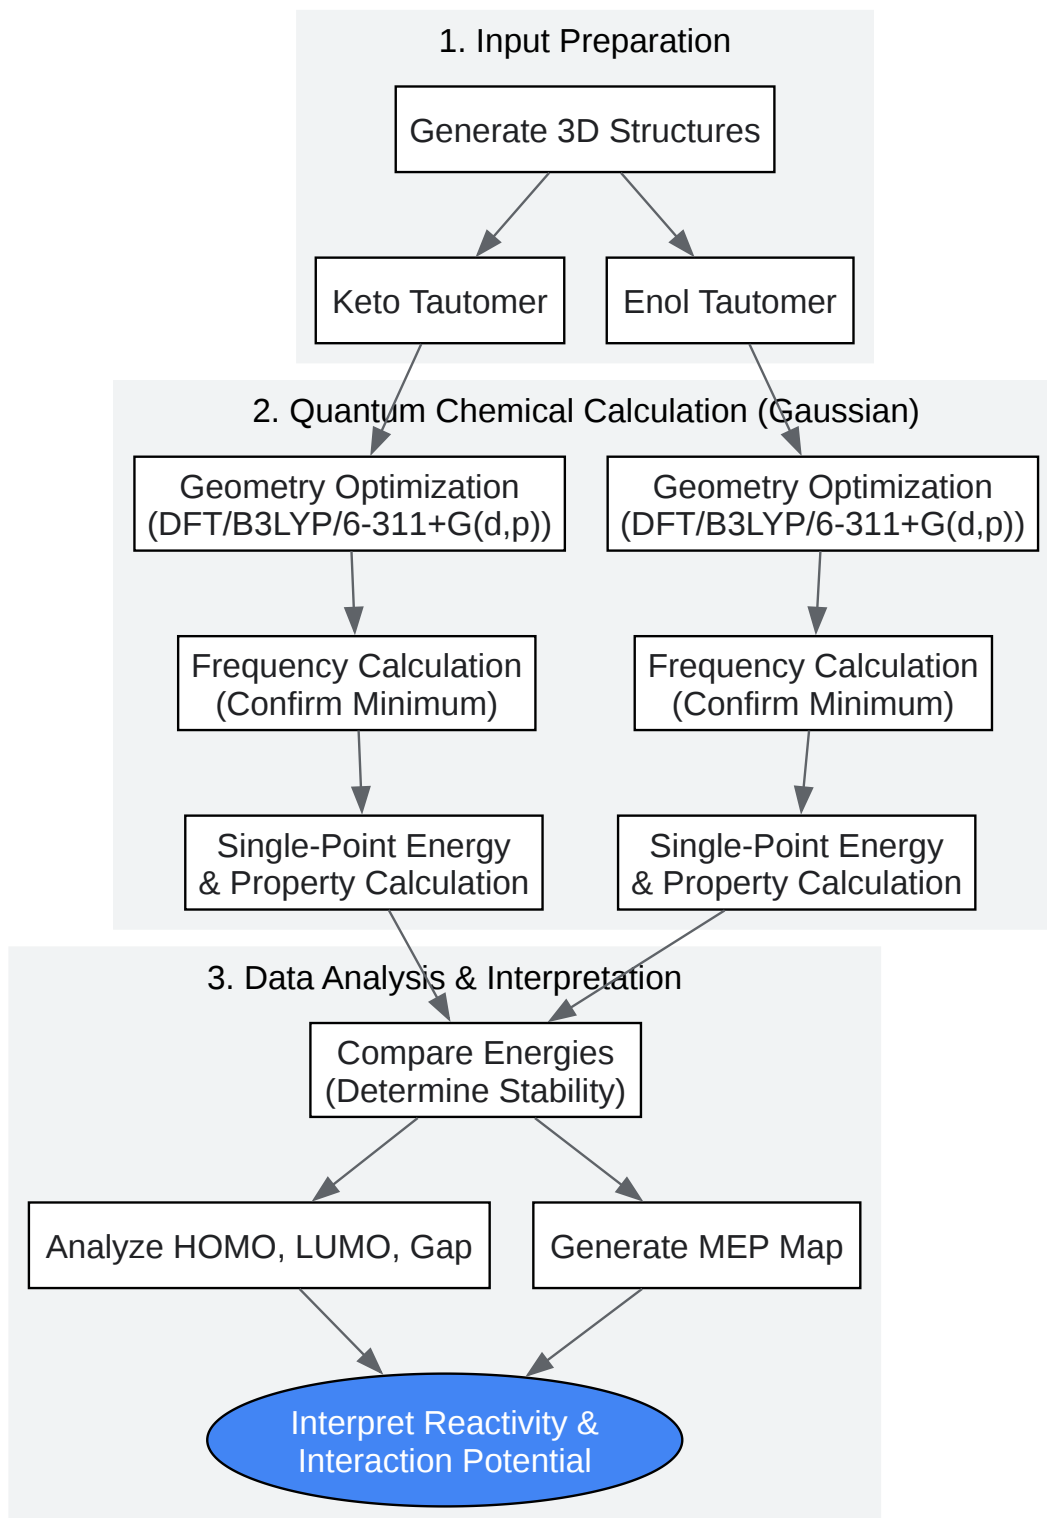 1. Input Preparation
Generate 3D Structures
Keto Tautomer
Enol Tautomer
2. Quantum Chemical Calculation (Gaussian)
Geometry Optimization
(DFT/B3LYP/6-311+G(d,p))
Geometry Optimization
(DFT/B3LYP/6-311+G(d,p))
Frequency Calculation
(Confirm Minimum)
Frequency Calculation
(Confirm Minimum)
Single-Point Energy
& Property Calculation
Single-Point Energy
& Property Calculation
3. Data Analysis & Interpretation
Compare Energies
(Determine Stability)
Analyze HOMO, LUMO, Gap
Generate MEP Map
Interpret Reactivity &
Interaction Potential